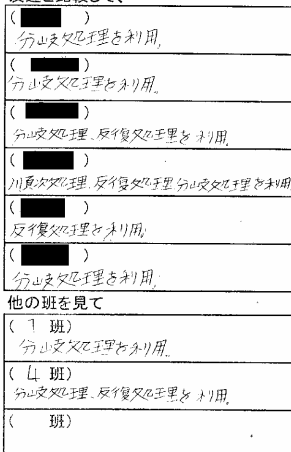 (　　)
分岐処理を利用,
(　　)
分岐処理を利用,
(　　)
分岐処理、反復処理を利用,
(　　)
順次処理、反復処理、分岐処理を利用
(　　)
反復処理を利用,
(　　)
分岐処理を利用,
他の班を見て
( 1 班)
分岐処理を利用.
( 4 班)
分岐処理、反復処理を利用.
(　　班)